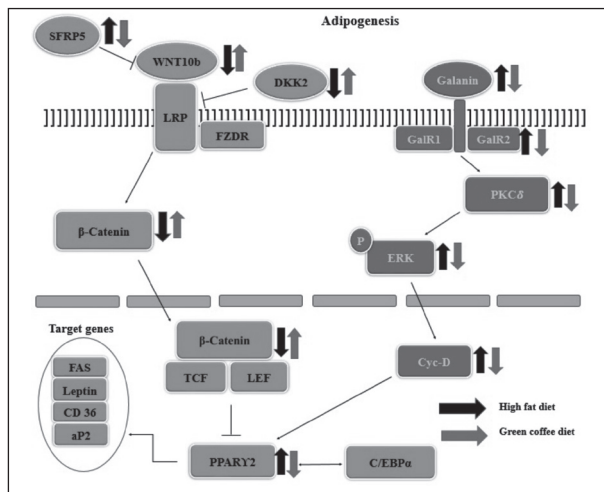 Adipogenesis
SFRP5
WNT10b
DKK2
Galanin
LRP
FZDR
GalR1
GalR2
PKCδ
β-Catenin
P
ERK
Target genes
FAS
Leptin
CD 36
aP2
β-Catenin
TCF
LEF
Cyc-D
High fat diet
Green coffee diet
PPARY2
C/EBPα